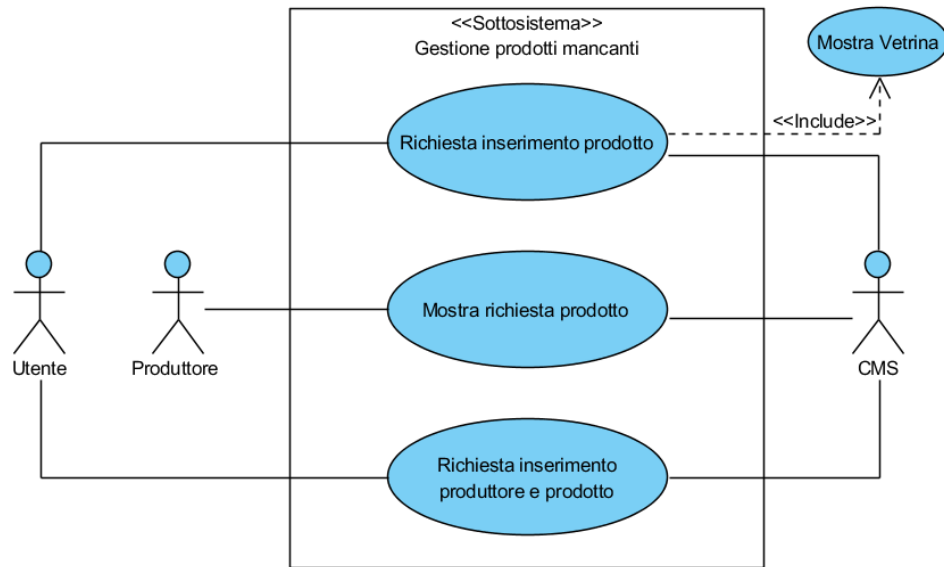 <<Sottosistema>>
Gestione prodotti mancanti
Mostra Vetrina
<<Include>>
Richiesta inserimento prodotto
Mostra richiesta prodotto
Utente
Produttore
CMS
Richiesta inserimento
produttore e prodotto